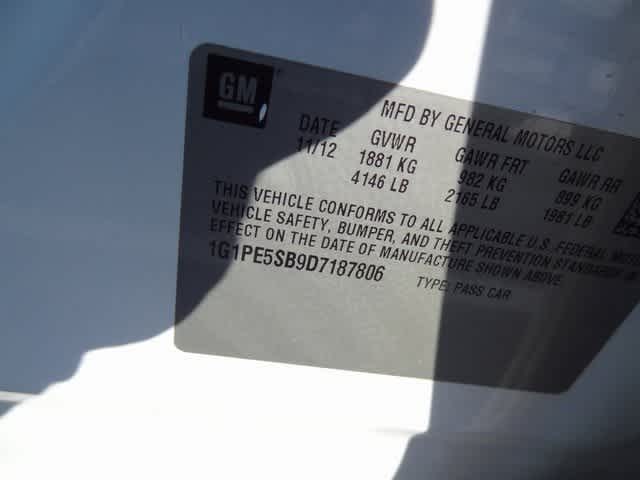 GM
MFD BY GENERAL MOTORS LLC
DATE GVWR GAWR FRT GAWR RR
11/12 1881 KG 982 KG 899 KG
4146 LB 2165 LB 1981 LB
THIS VEHICLE CONFORMS TO ALL APPLICABLE U.S. FEDERAL
VEHICLE SAFETY, BUMPER, AND THEFT PREVENTION STANDARDS
EFFECT ON THE DATE OF MANUFACTURE SHOWN ABOVE.
1G1PE5SB9D7187806 TYPE: PASS CAR